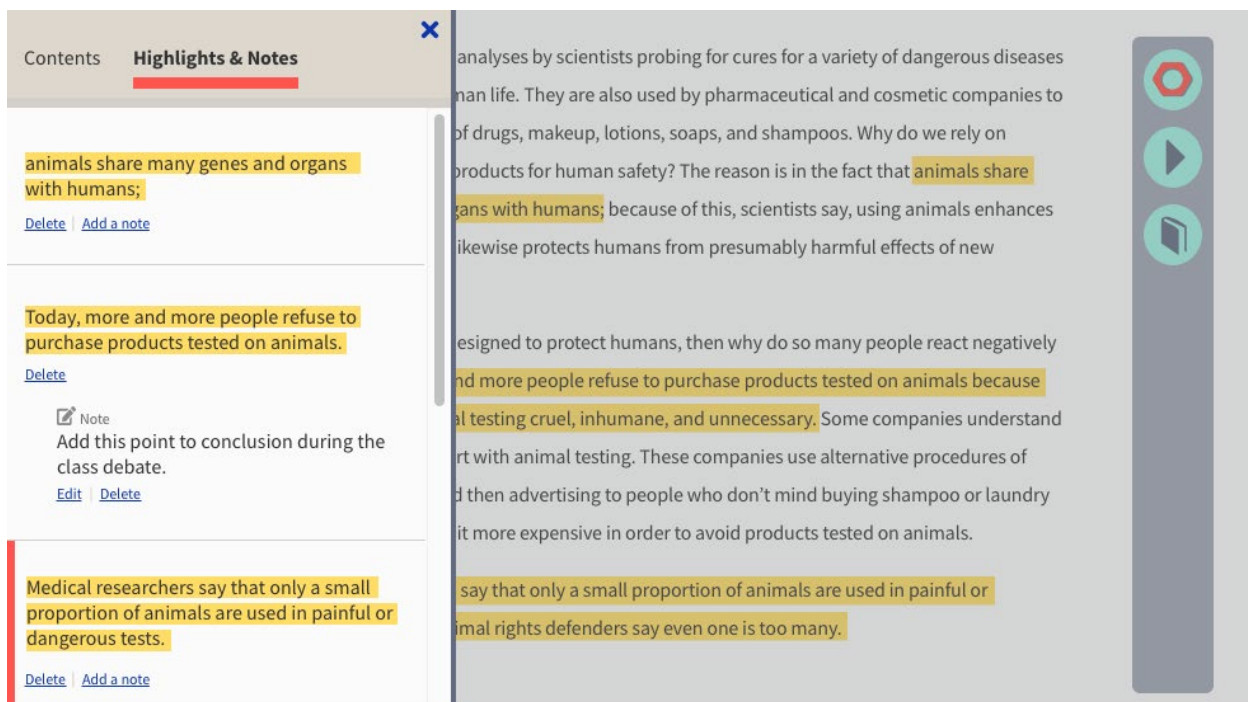 Contents
Highlights & Notes
animals share many genes and organs
with humans;
Delete
Add a note
Today, more and more people refuse to
purchase products tested on animals.
Delete
Note
Add this point to conclusion during the
class debate.
Edit
Delete
Medical researchers say that only a small
proportion of animals are used in painful or
dangerous tests.
Delete
Add a note
analyses by scientists probing for cures for a variety of dangerous diseases
life. They are also used by pharmaceutical and cosmetic companies to
of drugs, makeup, lotions, soaps, and shampoos. Why do we rely on
products for human safety? The reason is in the fact that animals share
with humans; because of this, scientists say, using animals enhances
likewise protects humans from presumably harmful effects of new
designed to protect humans, then why do so many people react negatively
more people refuse to purchase products tested on animals because
testing cruel, inhumane, and unnecessary. Some companies understand
with animal testing. These companies use alternative procedures of
then advertising to people who don’t mind buying shampoo or laundry
it more expensive in order to avoid products tested on animals.
say that only a small proportion of animals are used in painful or
rights defenders say even one is too many.